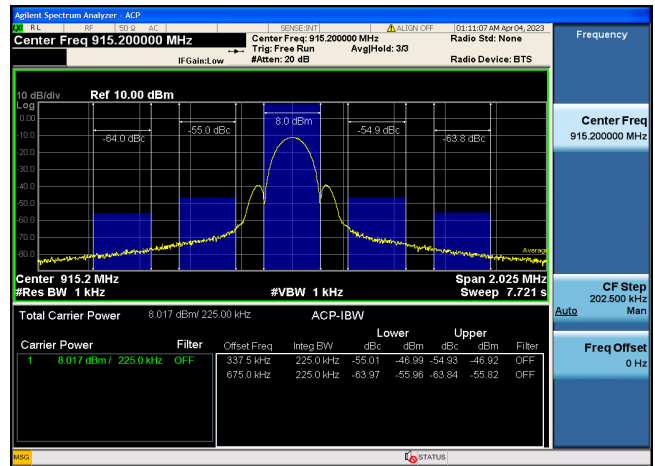 Agilent Spectrum Analyzer - ACP
LXI RL RF 50 Ω AC SENSE:INT ALIGN OFF 01:11:07 AM Apr 04, 2023
Center Freq 915.200000 MHz
Center Freq: 915.200000 MHz
Radio Std: None
Trig: Free Run Avg|Hold: 3/3
IFGain:Low #Atten: 20 dB Radio Device: BTS
Frequency
10 dB/div Ref 10.00 dBm
Log
0.00
-10.0
-20.0
-30.0
-40.0
-50.0
-60.0
-70.0
-80.0
-64.0 dBc
-55.0 dBc
8.0 dBm
-54.9 dBc
-63.8 dBc
Average
Center 915.2 MHz Span 2.025 MHz
#Res BW 1 kHz #VBW 1 kHz Sweep 7.721 s
Center Freq
915.200000 MHz
CF Step
202.500 kHz
Auto Man
Freq Offset
0 Hz
Total Carrier Power 8.017 dBm/ 225.00 kHz ACP-IBW
Lower Upper
Carrier Power Filter Offset Freq Integ BW dBc dBm dBc dBm Filter
1 8.017 dBm / 225.0 kHz OFF 337.5 kHz 225.0 kHz -55.01 -46.99 -54.93 -46.92 OFF
675.0 kHz 225.0 kHz -63.97 -55.96 -63.84 -55.82 OFF
MSG STATUS